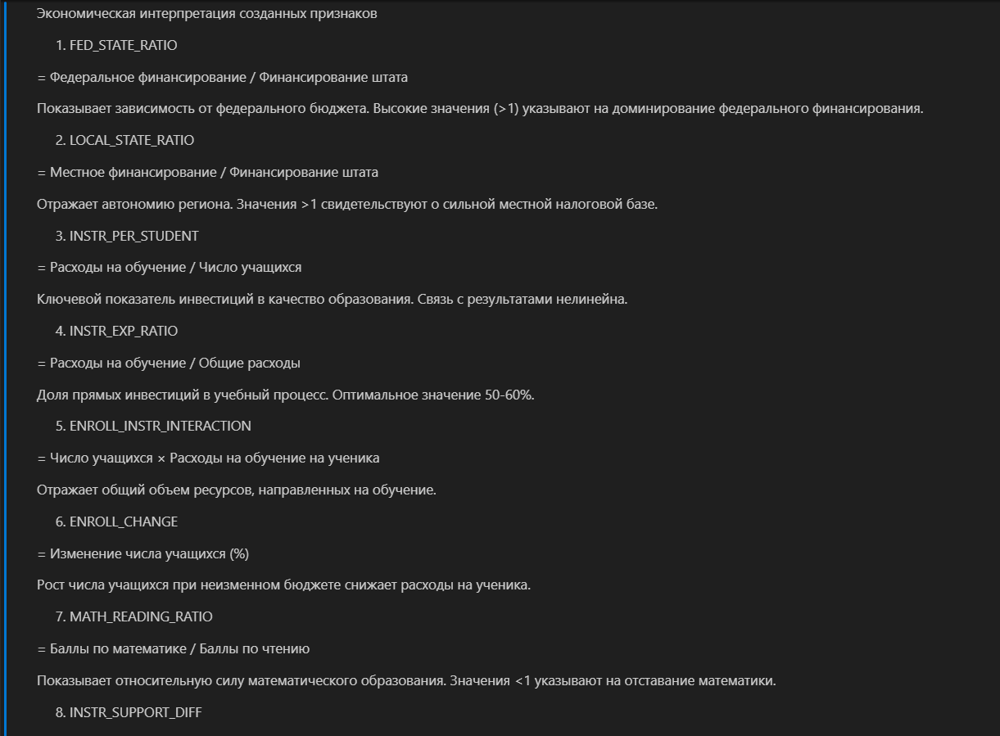 Экономическая интерпретация созданных признаков
1. FED_STATE_RATIO
= Федеральное финансирование / Финансирование штата
Показывает зависимость от федерального бюджета. Высокие значения (>1) указывают на доминирование федерального финансирования.
2. LOCAL_STATE_RATIO
= Местное финансирование / Финансирование штата
Отражает автономию региона. Значения >1 свидетельствуют о сильной местной налоговой базе.
3. INSTR_PER_STUDENT
= Расходы на обучение / Число учащихся
Ключевой показатель инвестиций в качество образования. Связь с результатами нелинейна.
4. INSTR_EXP_RATIO
= Расходы на обучение / Общие расходы
Доля прямых инвестиций в учебный процесс. Оптимальное значение 50-60%.
5. ENROLL_INSTR_INTERACTION
= Число учащихся × Расходы на обучение на ученика
Отражает общий объем ресурсов, направленных на обучение.
6. ENROLL_CHANGE
= Изменение числа учащихся (%)
Рост числа учащихся при неизменном бюджете снижает расходы на ученика.
7. MATH_READING_RATIO
= Баллы по математике / Баллы по чтению
Показывает относительную силу математического образования. Значения <1 указывают на отставание математики.
8. INSTR_SUPPORT_DIFF